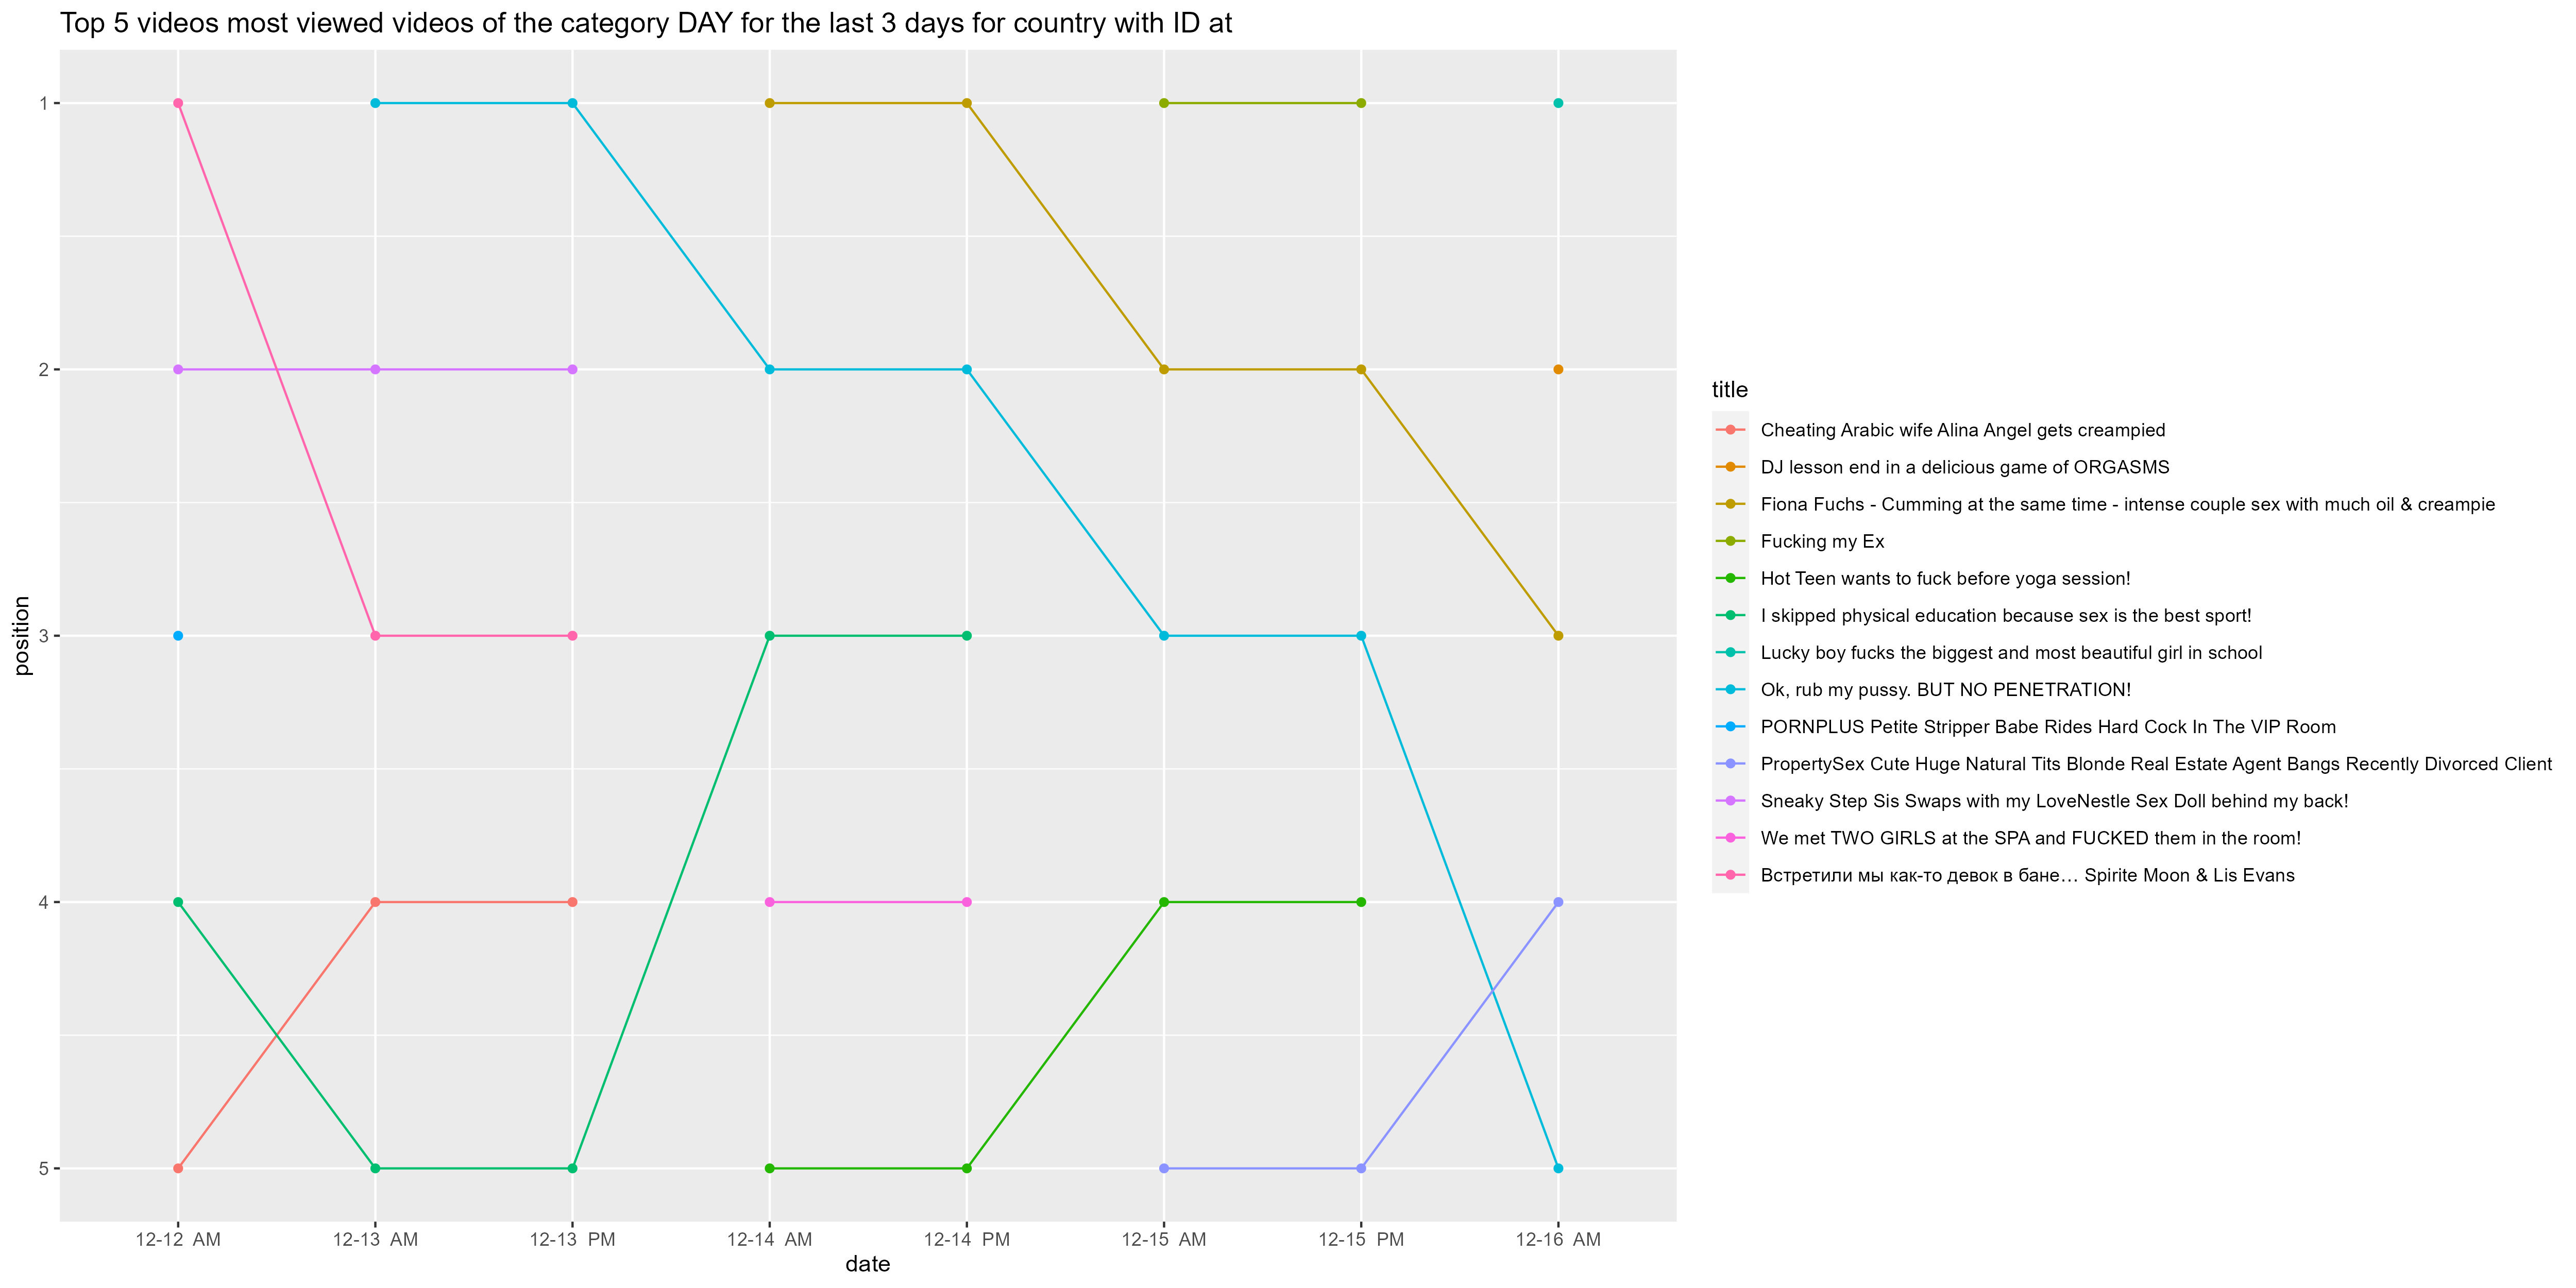 Top 5 videos most viewed videos of the category DAY for the last 3 days for country with ID at
position
1
2
3
4
5
12-12 AM
12-13 AM
12-13 PM
12-14 AM
12-14 PM
12-15 AM
12-15 PM
12-16 AM
date
title
Cheating Arabic wife Alina Angel gets creampied
DJ lesson end in a delicious game of ORGASMS
Fiona Fuchs - Cumming at the same time - intense couple sex with much oil & creampie
Fucking my Ex
Hot Teen wants to fuck before yoga session!
I skipped physical education because sex is the best sport!
Lucky boy fucks the biggest and most beautiful girl in school
Ok, rub my pussy. BUT NO PENETRATION!
PORNPLUS Petite Stripper Babe Rides Hard Cock In The VIP Room
PropertySex Cute Huge Natural Tits Blonde Real Estate Agent Bangs Recently Divorced Client
Sneaky Step Sis Swaps with my LoveNestle Sex Doll behind my back!
We met TWO GIRLS at the SPA and FUCKED them in the room!
Встретили мы как-то девок в бане… Spirite Moon & Lis Evans